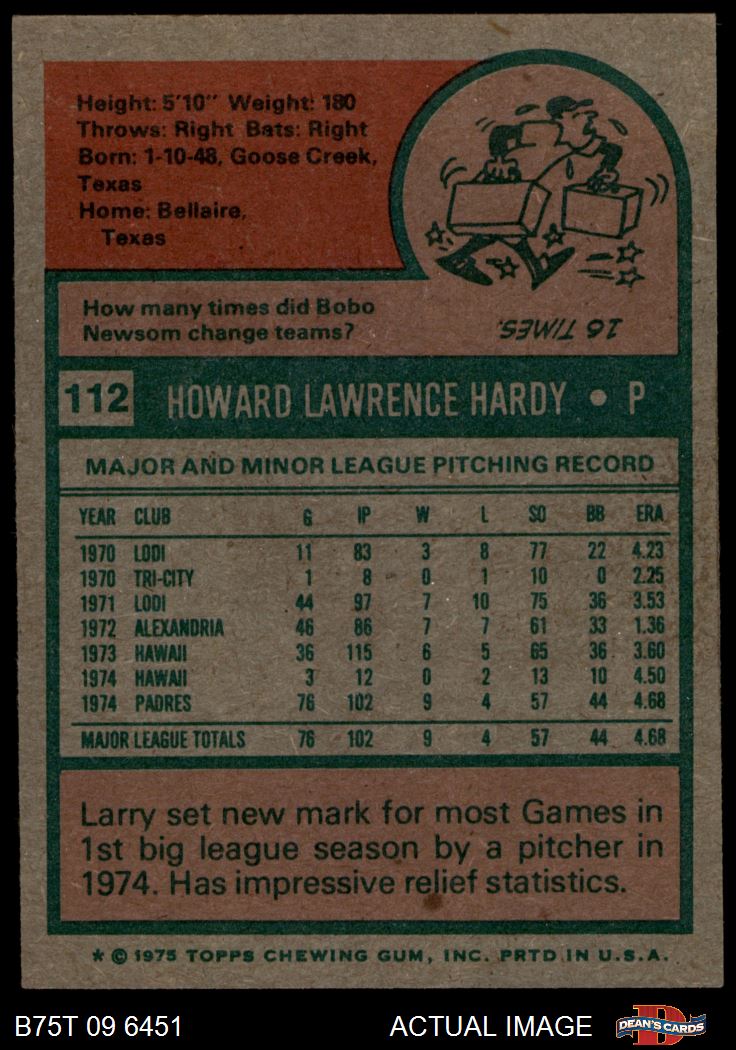 Height: 5'10" Weight: 180
Throws: Right Bats: Right
Born: 1-10-48, Goose Creek,
Texas
Home: Bellaire,
Texas
How many times did Bobo
Newsom change teams?
16 TIMES.
112 HOWARD LAWRENCE HARDY • P
MAJOR AND MINOR LEAGUE PITCHING RECORD
YEAR CLUB G IP W L SO BB ERA
1970 LODI 11 83 3 8 77 22 4.23
1970 TRI-CITY 1 8 0 1 10 0 2.25
1971 LODI 44 97 7 10 75 36 3.53
1972 ALEXANDRIA 46 86 7 7 61 33 1.36
1973 HAWAII 36 115 6 5 65 36 3.60
1974 HAWAII 3 12 0 2 13 10 4.50
1974 PADRES 76 102 9 4 57 44 4.68
MAJOR LEAGUE TOTALS 76 102 9 4 57 44 4.68
Larry set new mark for most Games in
1st big league season by a pitcher in
1974. Has impressive relief statistics.
* © 1975 TOPPS CHEWING GUM, INC. PRTD IN U.S.A.
B75T 09 6451 ACTUAL IMAGE D DEAN'S CARDS